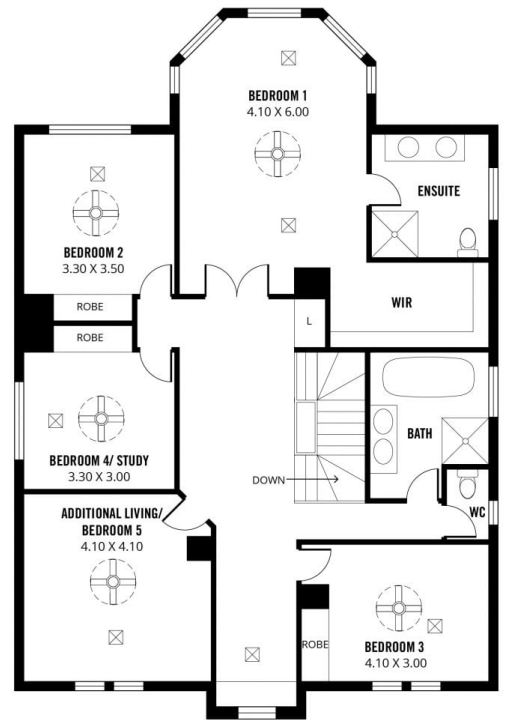 BEDROOM 1
4.10 X 6.00
ENSUITE
BEDROOM 2
3.30 X 3.50
ROBE
WIR
L
ROBE
BATH
BEDROOM 4/ STUDY
3.30 X 3.00
DOWN
ADDITIONAL LIVING/
BEDROOM 5
4.10 X 4.10
WC
ROBE
BEDROOM 3
4.10 X 3.00